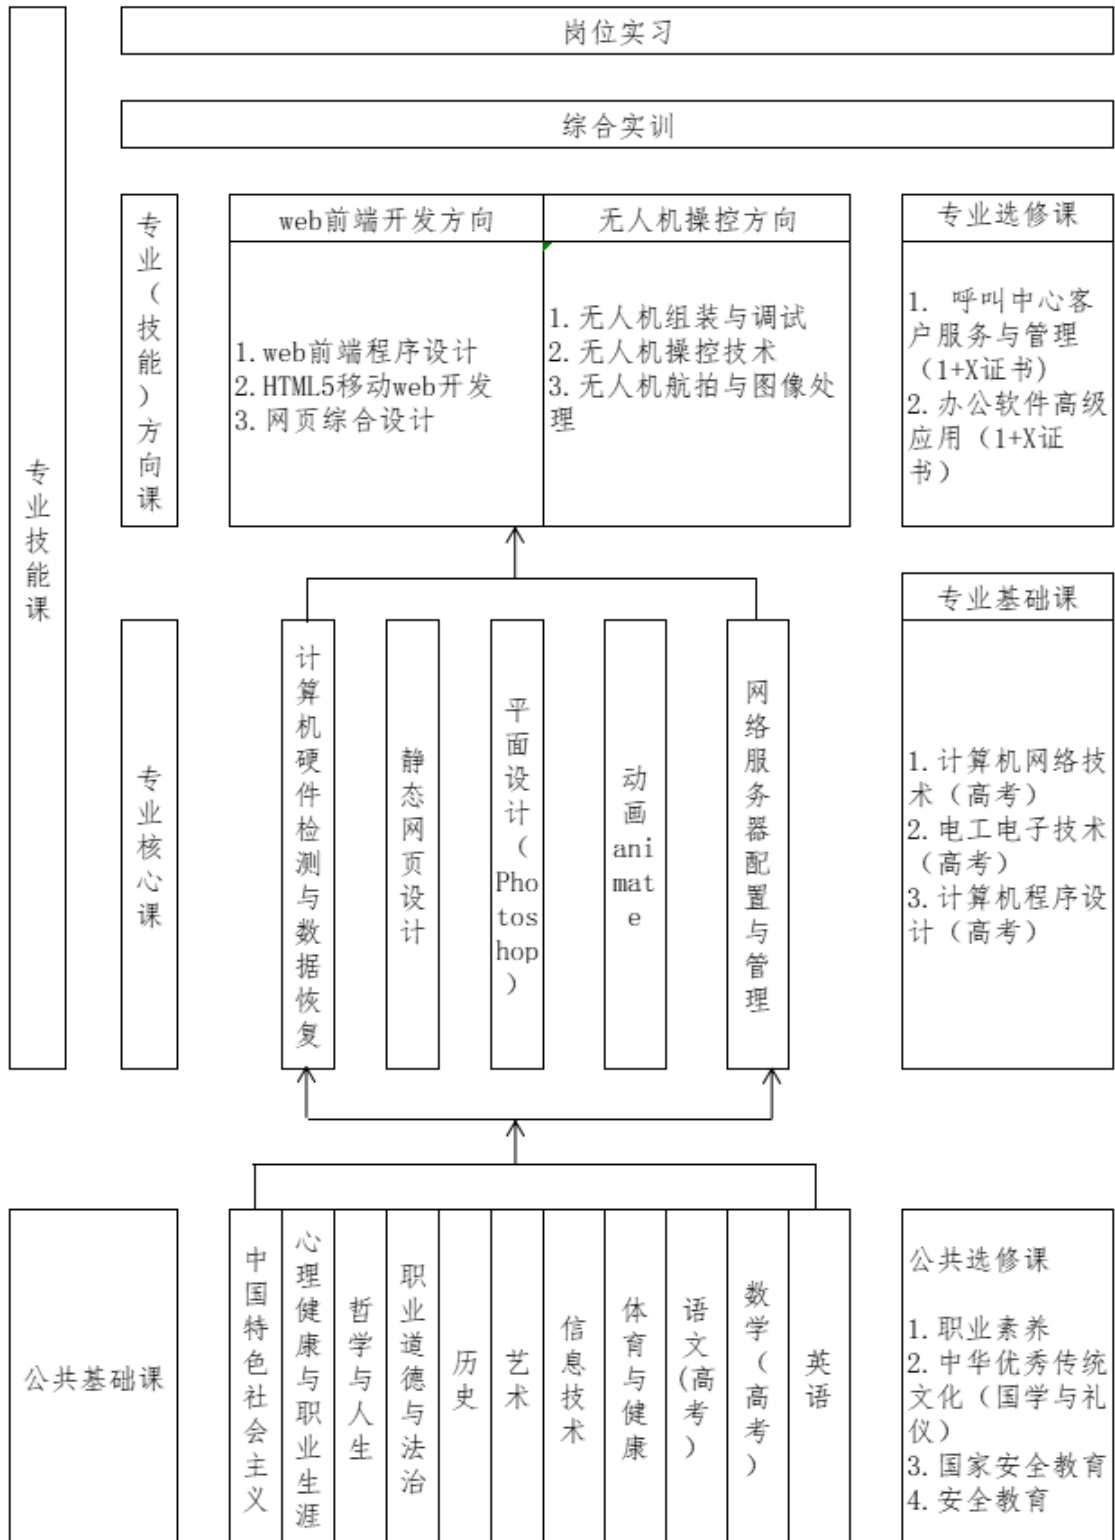 岗位实习
综合实训
专业技能课
专业（技能）方向课
web前端开发方向
无人机操控方向
1.web前端程序设计
2.HTML5移动web开发
3.网页综合设计
1.无人机组装与调试
2.无人机操控技术
3.无人机航拍与图像处
理
专业选修课
1. 呼叫中心客
户服务与管理
（1+X证书）
2.办公软件高级
应用（1+X证
书）
专业核心课
计算机硬件检测与数据恢复
静态网页设计
平面设计（Photoshop）
动画animate
网络服务器配置与管理
专业基础课
1.计算机网络技
术（高考）
2.电工电子技术
（高考）
3.计算机程序设
计（高考）
公共基础课
中国特色社会主义
心理健康与职业生涯
哲学与人生
职业道德与法治
历史
艺术
信息技术
体育与健康
语文(高考）
数学（高考）
英语
公共选修课
1.职业素养
2.中华优秀传统
文化（国学与礼
仪）
3.国家安全教育
4.安全教育